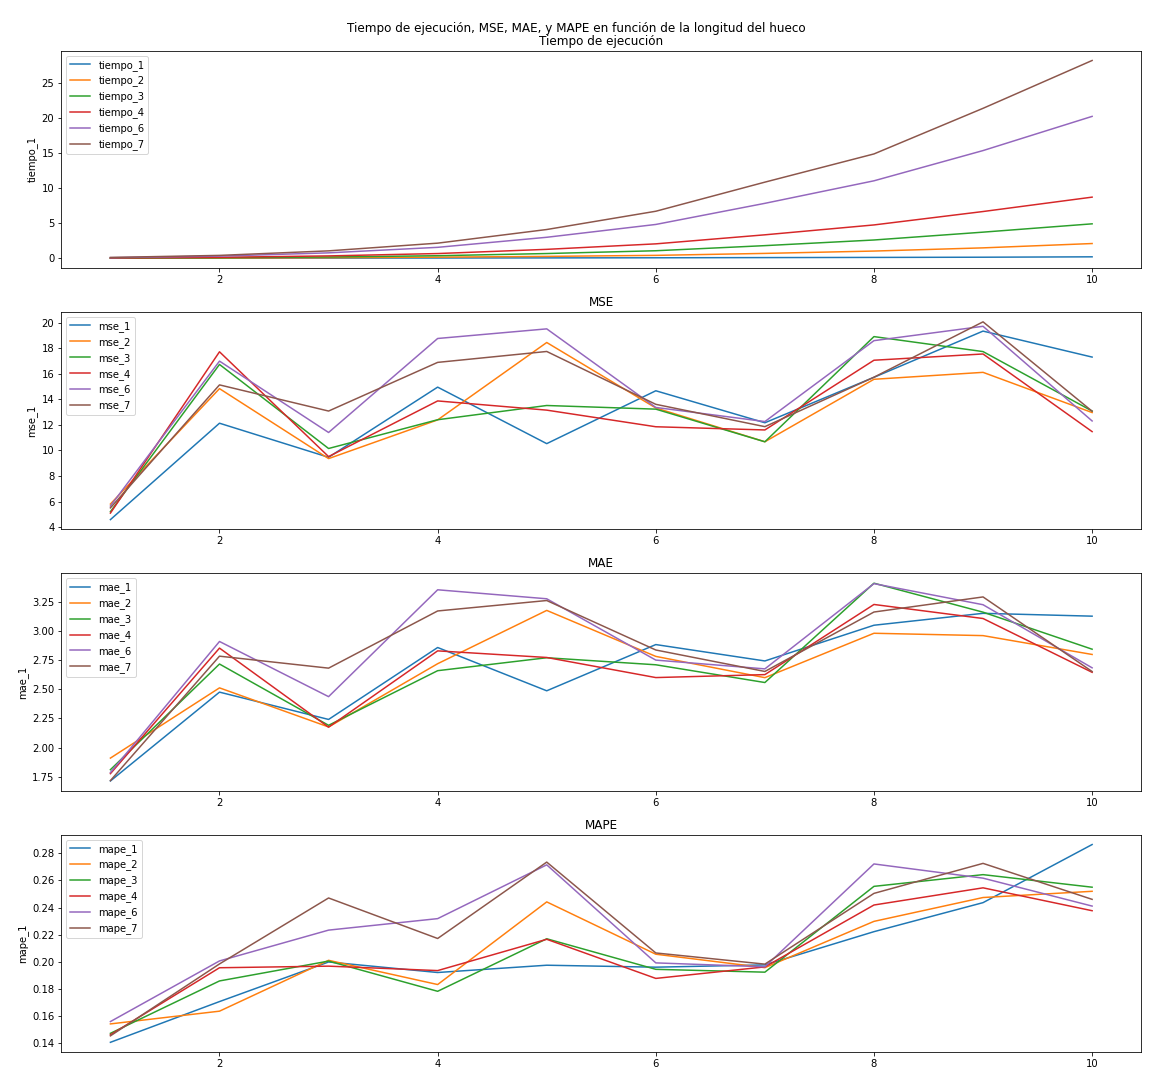 Tiempo de ejecución, MSE, MAE, y MAPE en función de la longitud del hueco
Tiempo de ejecución
tiempo_1
tiempo_2
tiempo_3
tiempo_4
tiempo_6
tiempo_7
25
20
15
10
5
0
tiempo_1
2 4 6 8 10
MSE
mse_1
mse_2
mse_3
mse_4
mse_6
mse_7
20
18
16
14
12
10
8
6
4
mse_1
2 4 6 8 10
MAE
mae_1
mae_2
mae_3
mae_4
mae_6
mae_7
3.25
3.00
2.75
2.50
2.25
2.00
1.75
mae_1
2 4 6 8 10
MAPE
mape_1
mape_2
mape_3
mape_4
mape_6
mape_7
0.28
0.26
0.24
0.22
0.20
0.18
0.16
0.14
mape_1
2 4 6 8 10